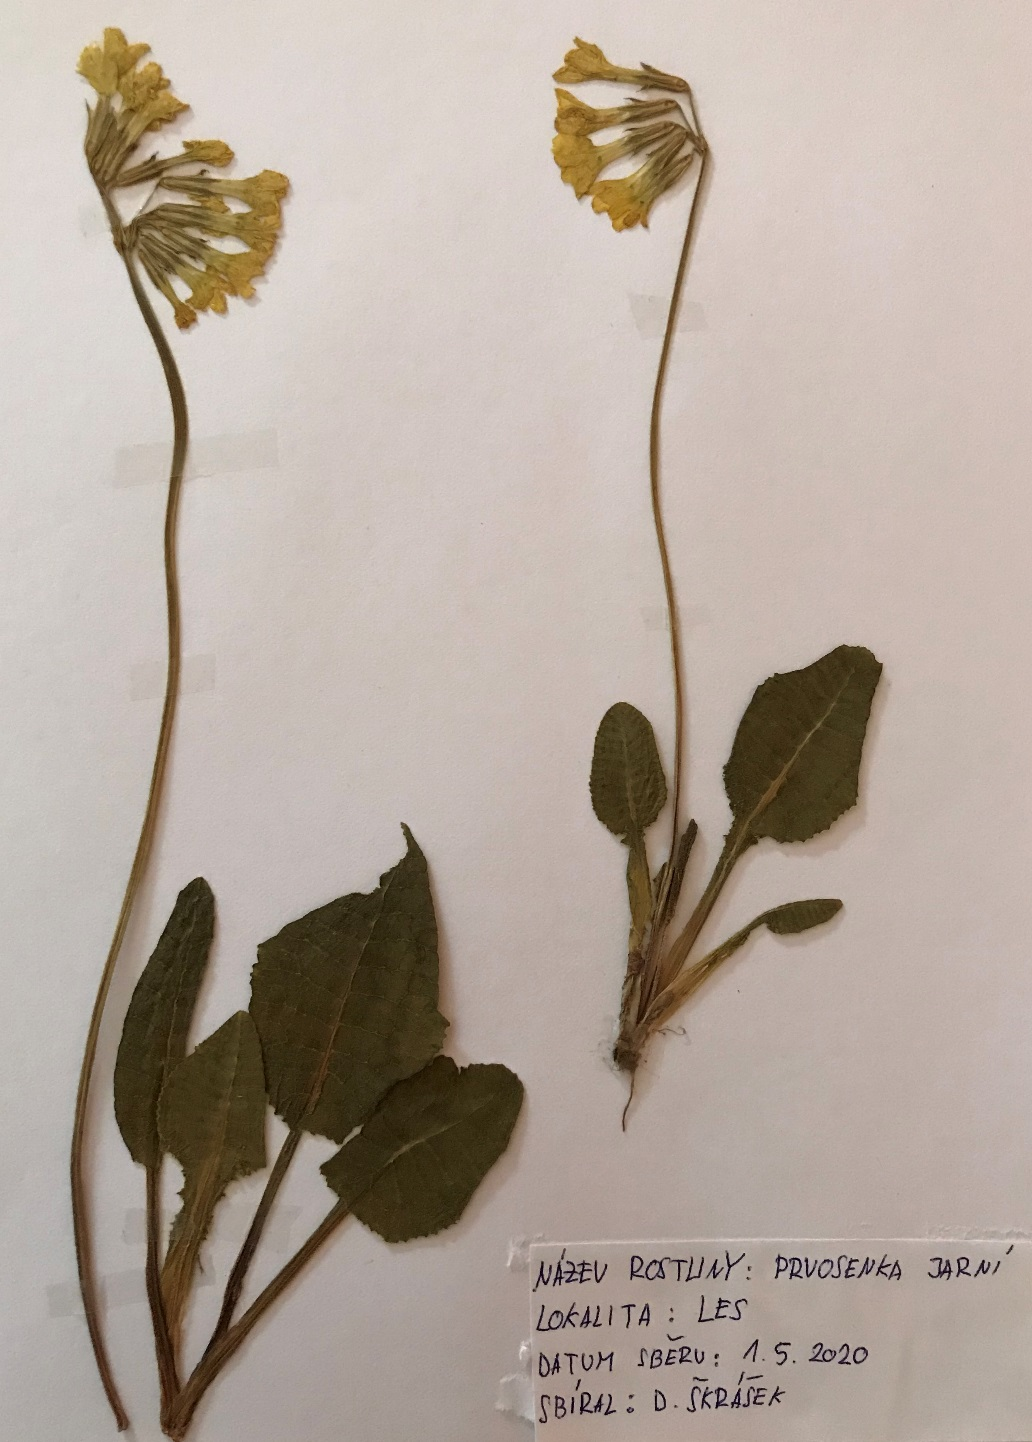 NÁZEV ROSTLINY: PRVOSENKA JARNÍ
LOKALITA: LES
DATUM SBĚRU: 1. 5. 2020
SBÍRAL: D. ŠKRÁŠEK